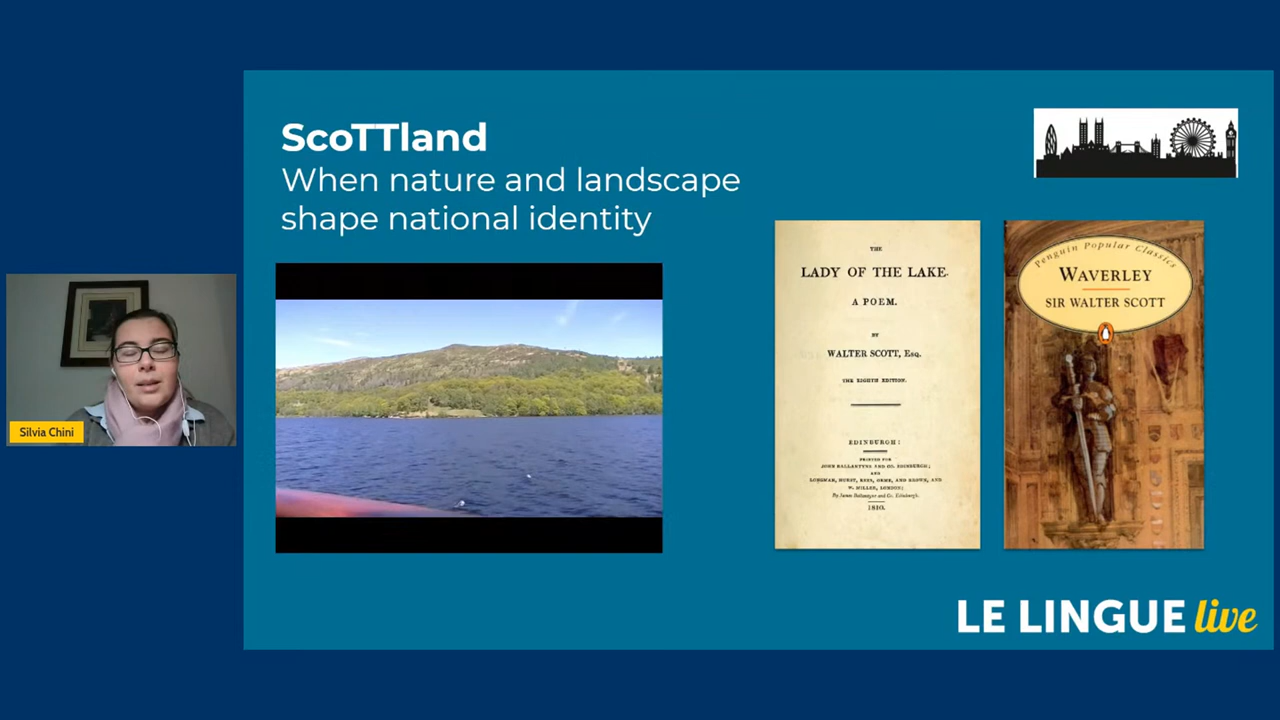 ScoTTland
When nature and landscape
shape national identity
Silvia Chini
THE
LADY OF THE LAKE.
A POEM.
BY
WALTER SCOTT, Esq.
THE EIGHTH EDITION.
EDINBURGH:
PRINTED FOR
JOHN BALLANTYNE AND CO. EDINBURGH;
AND
LONGMAN, HURST, REES, ORME, AND BROWN, AND
W. MILLER, LONDON;
By James Ballantyne and Co. Edinburgh.
1810.
Penguin Popular Classics
WAVERLEY
SIR WALTER SCOTT
LE LINGUE live